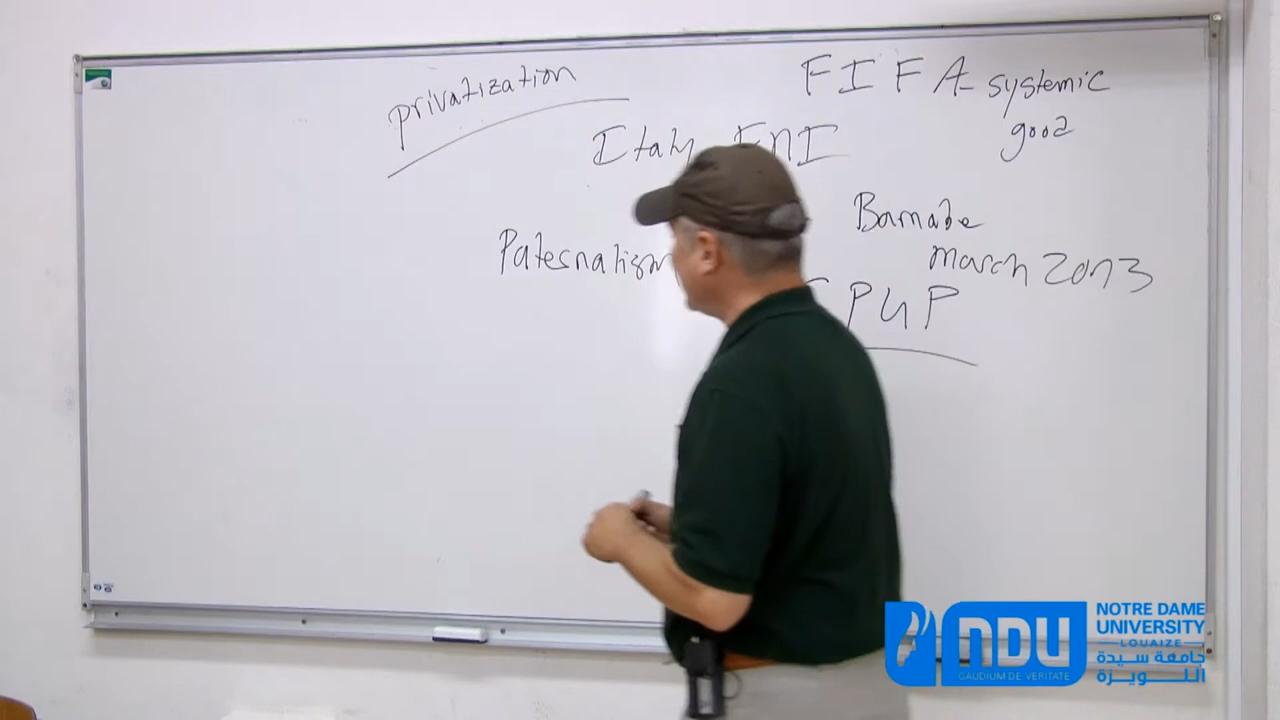 privatization
FIFA systemic
good
Italy ENI
Barnabe
march 2013
Paternalism
PUP
NDU
GAUDIUM DE VERITATE
NOTRE DAME
UNIVERSITY
LOUAIZE
جامعة سيدة
اللويزة